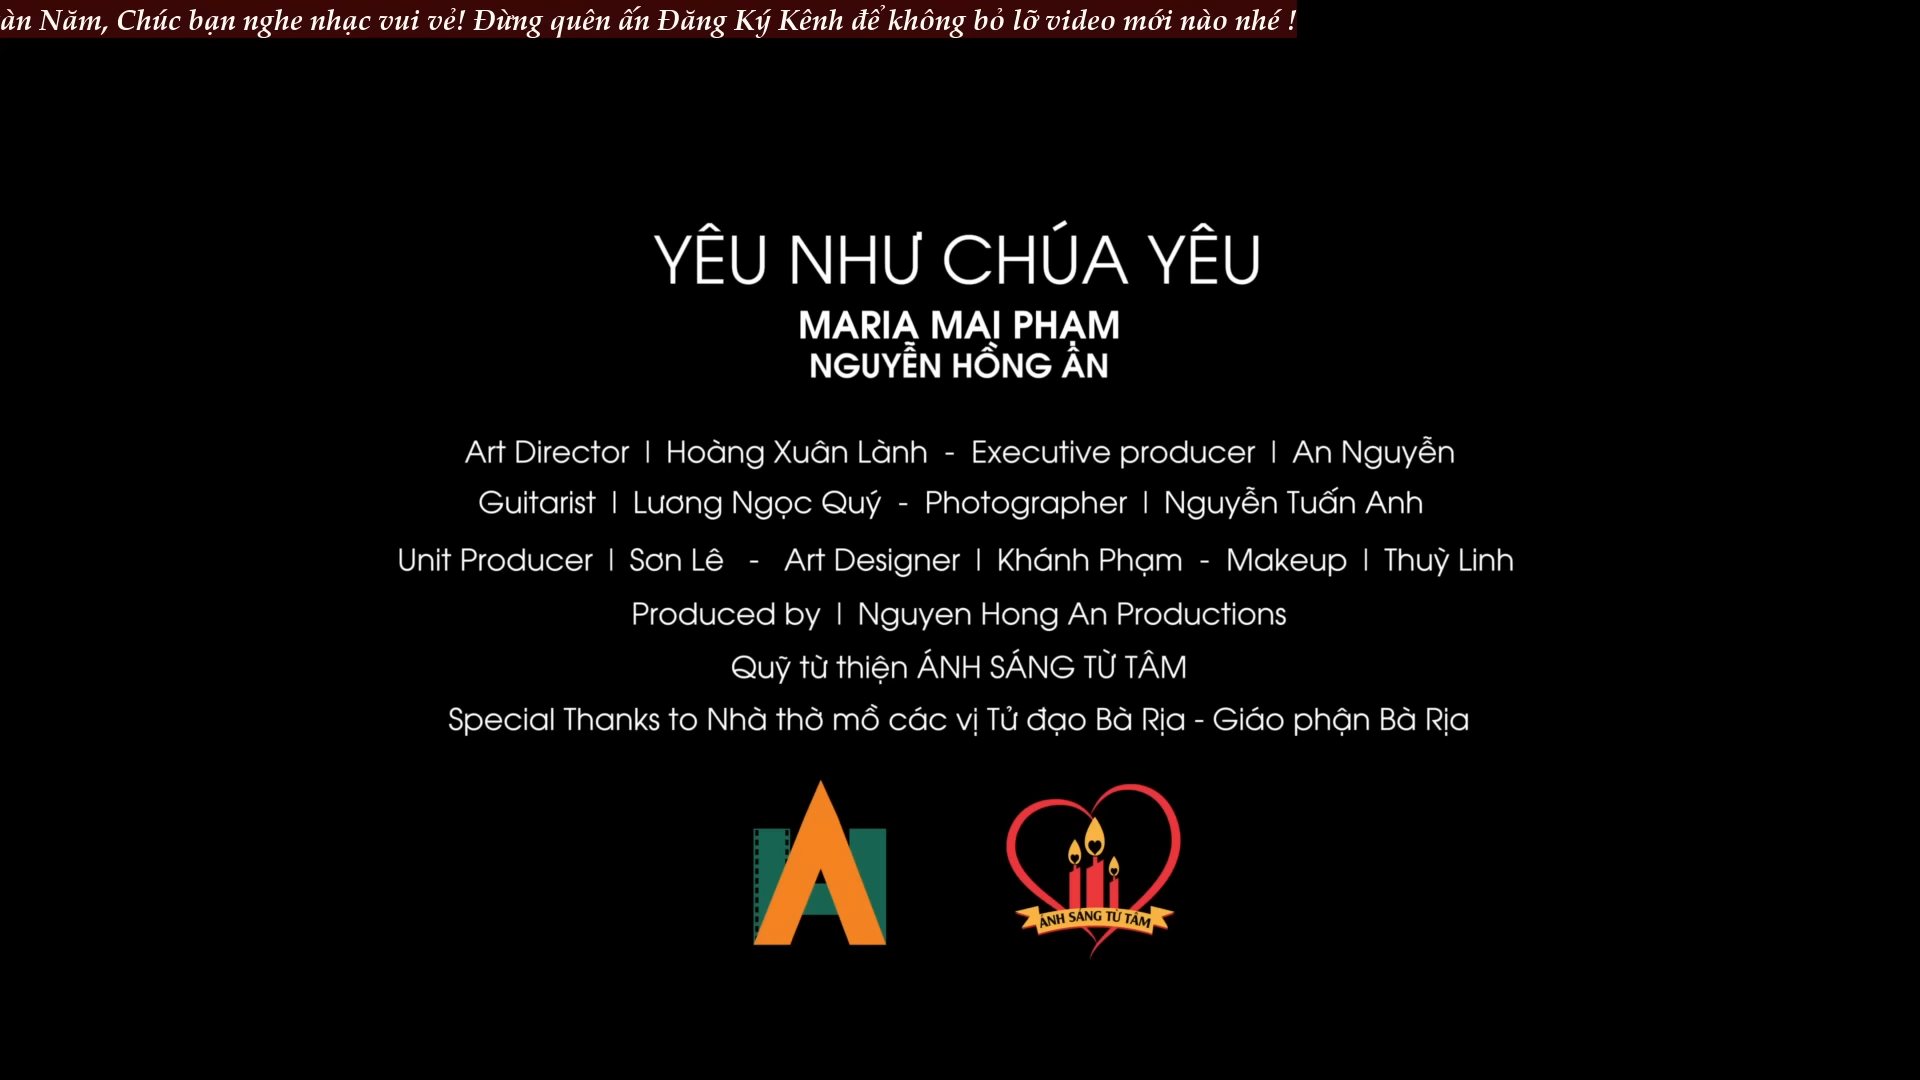 àn Năm, Chúc bạn nghe nhạc vui vẻ! Đừng quên ấn Đăng Ký Kênh để không bỏ lỡ video mới nào nhé !
YÊU NHƯ CHÚA YÊU
MARIA MAI PHẠM
NGUYỄN HỒNG ÂN
Art Director | Hoàng Xuân Lành - Executive producer | An Nguyễn
Guitarist | Lương Ngọc Quý - Photographer | Nguyễn Tuấn Anh
Unit Producer | Sơn Lê - Art Designer | Khánh Phạm - Makeup | Thuỳ Linh
Produced by | Nguyen Hong An Productions
Quỹ từ thiện ÁNH SÁNG TỪ TÂM
Special Thanks to Nhà thờ mồ các vị Tử đạo Bà Rịa - Giáo phận Bà Rịa
ÁNH SÁNG TỪ TÂM